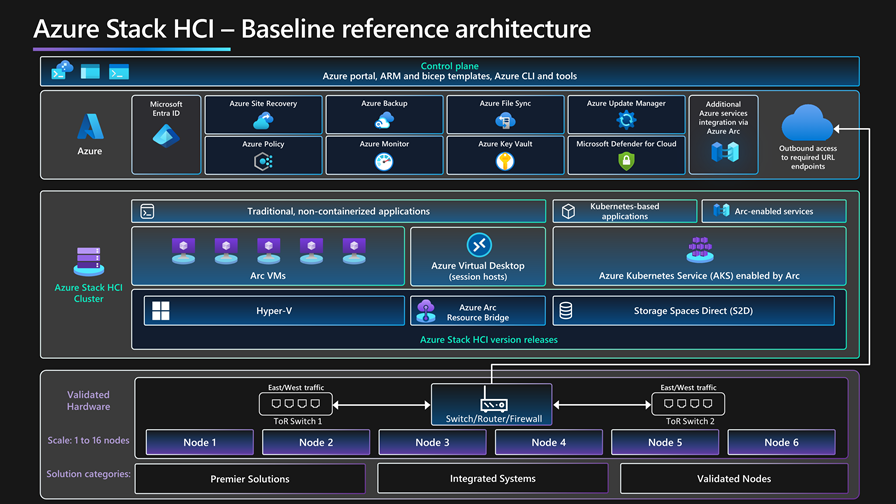 Azure Stack HCI – Baseline reference architecture
Control plane
Azure portal, ARM and bicep templates, Azure CLI and tools
Azure
Microsoft
Entra ID
Azure Site Recovery
Azure Backup
Azure File Sync
Azure Update Manager
Azure Policy
Azure Monitor
Azure Key Vault
Microsoft Defender for Cloud
Additional
Azure services
integration via
Azure Arc
Outbound access
to required URL
endpoints
Azure Stack HCI
Cluster
Traditional, non-containerized applications
Kubernetes-based
applications
Arc-enabled services
Arc VMs
Azure Virtual Desktop
(session hosts)
Azure Kubernetes Service (AKS) enabled by Arc
Hyper-V
Azure Arc
Resource Bridge
Storage Spaces Direct (S2D)
Azure Stack HCI version releases
Validated
Hardware
East/West traffic
ToR Switch 1
Switch/Router/Firewall
East/West traffic
ToR Switch 2
Scale: 1 to 16 nodes
Node 1
Node 2
Node 3
Node 4
Node 5
Node 6
Solution categories:
Premier Solutions
Integrated Systems
Validated Nodes